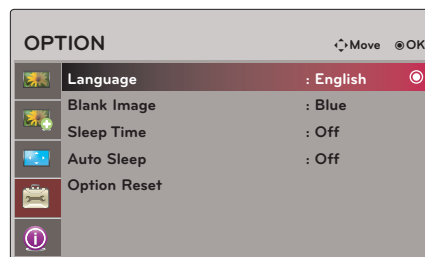 OPTION Move OK
Language : English
Blank Image : Blue
Sleep Time : Off
Auto Sleep : Off
Option Reset